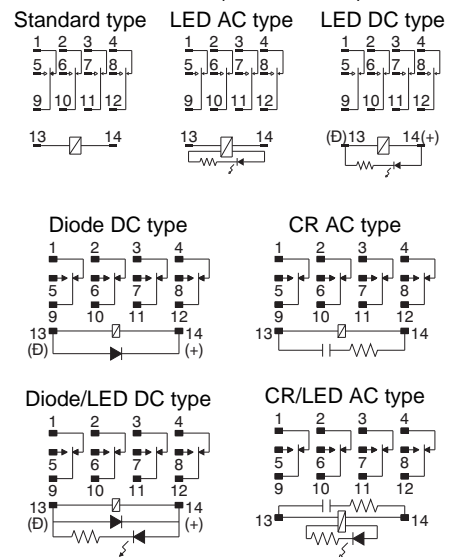 Standard type LED AC type LED DC type
1 2 3 4 1 2 3 4 1 2 3 4
5 6 7 8 5 6 7 8 5 6 7 8
9 10 11 12 9 10 11 12 9 10 11 12
13 14 13 14 (Ð)13 14(+)
Diode DC type CR AC type
1 2 3 4 1 2 3 4
5 6 7 8 5 6 7 8
9 10 11 12 9 10 11 12
13 14 13 14
(Ð) (+)
Diode/LED DC type CR/LED AC type
1 2 3 4 1 2 3 4
5 6 7 8 5 6 7 8
9 10 11 12 9 10 11 12
13 14 13 14
(Ð) (+)